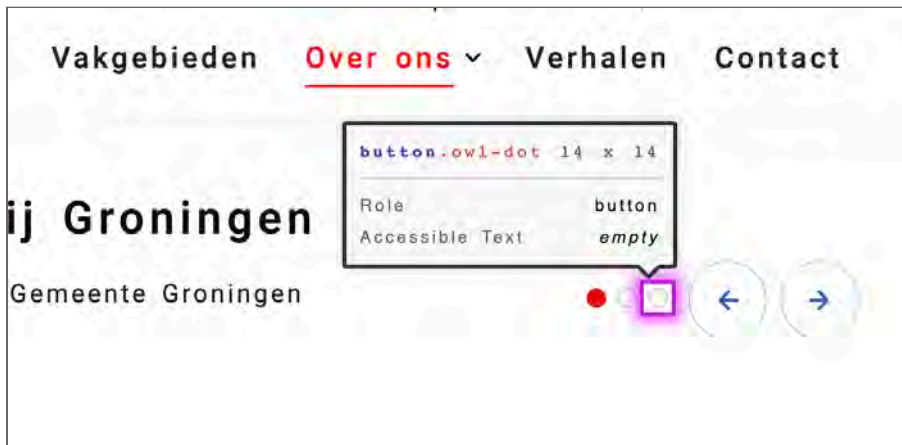 Vakgebieden Over ons Verhalen Contact
button.owl-dot 14 x 14
Role button
Accessible Text empty
ij Groningen
Gemeente Groningen